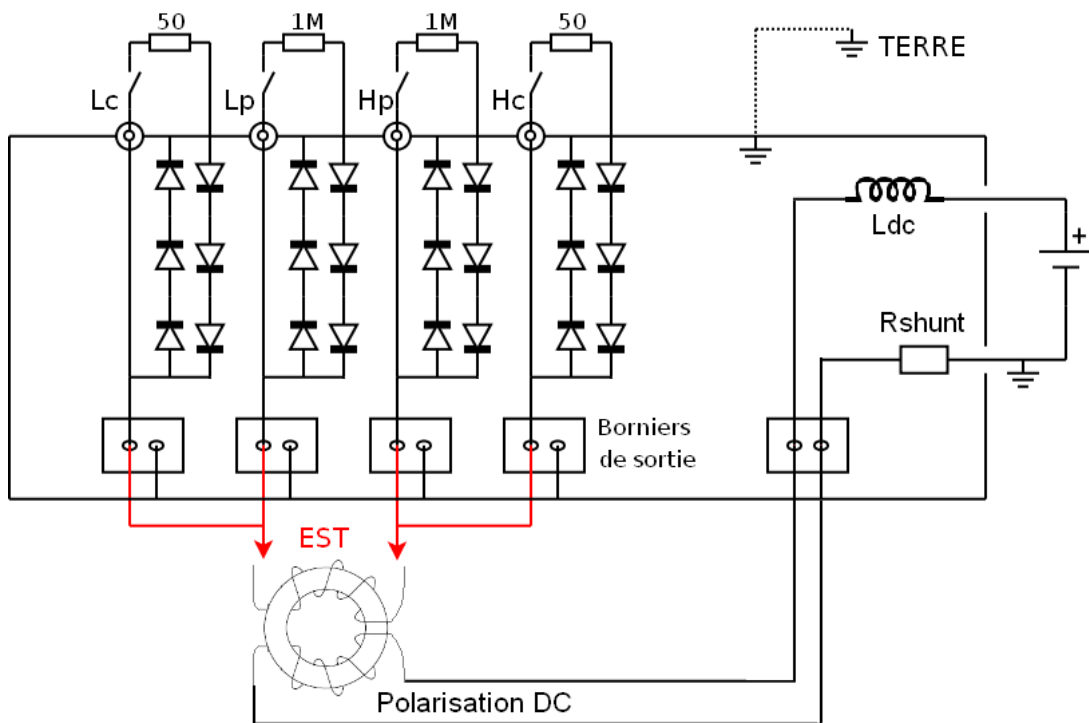 50 1M 1M 50
TERRE
Lc Lp Hp Hc
Ldc
+
Rshunt
Borniers
de sortie
EST
Polarisation DC